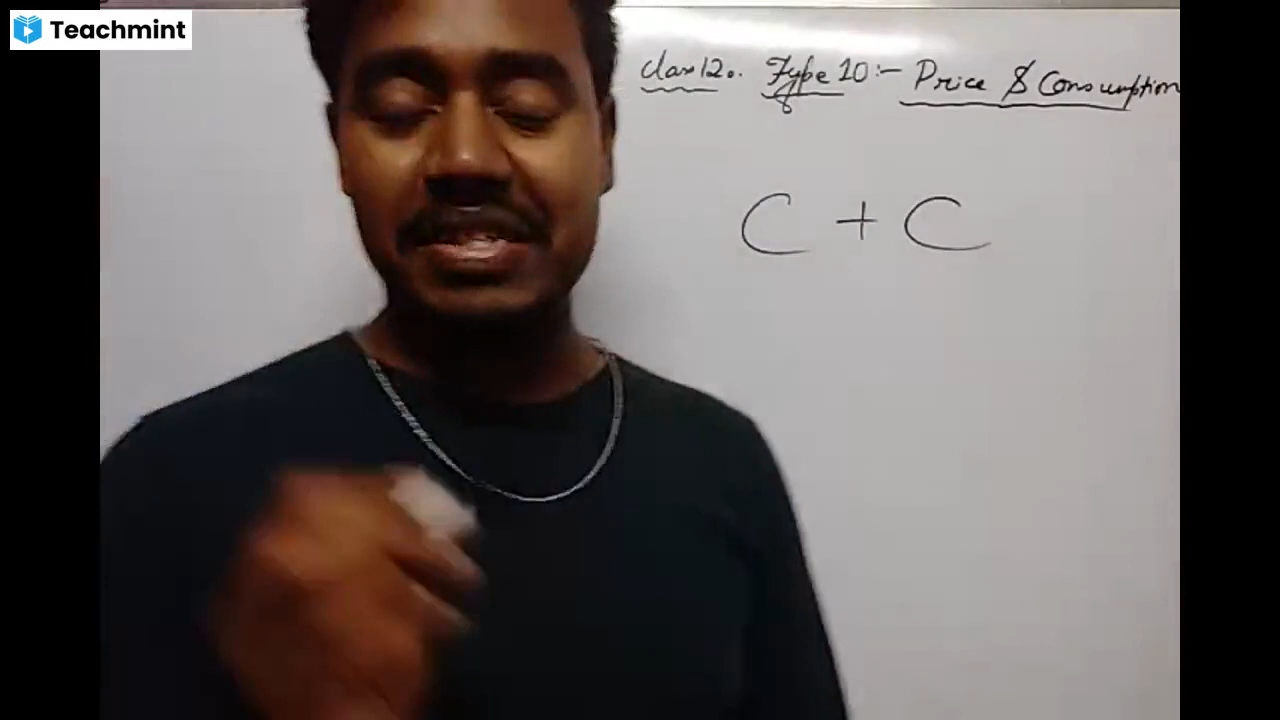 Teachmint
Class 12. Type 10:- Price & Consumption
C + C